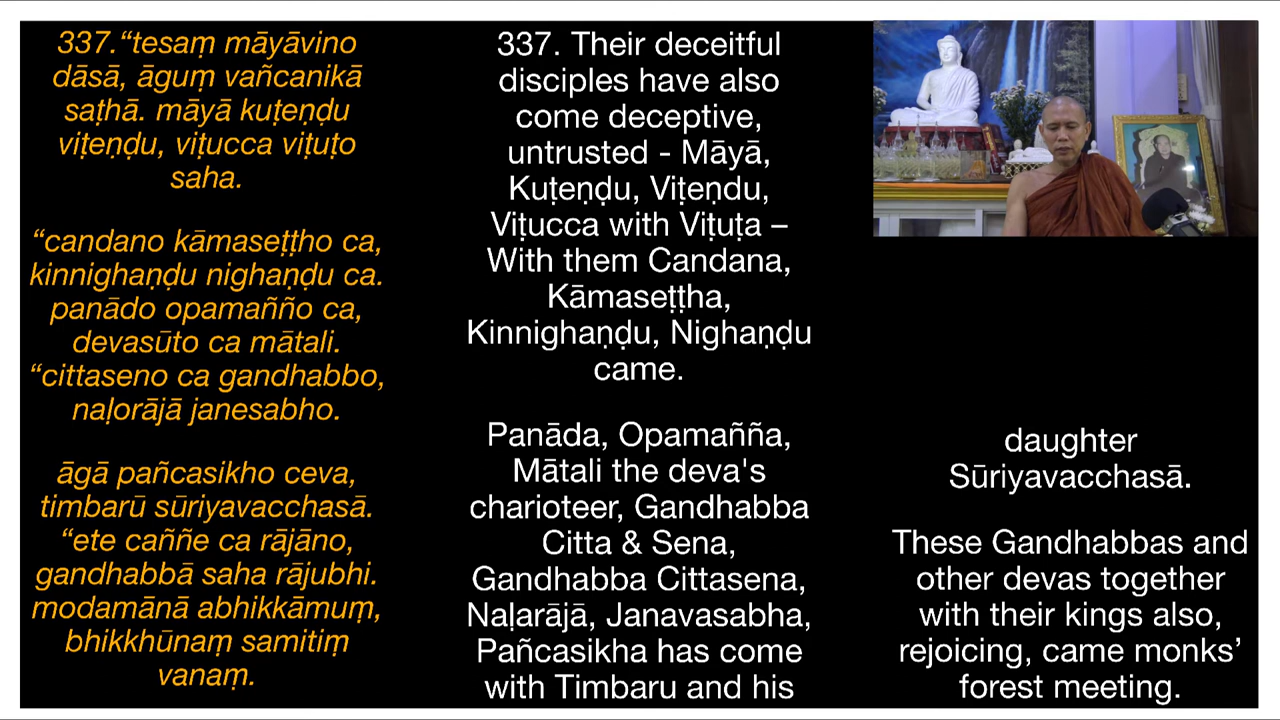 337.“tesaṃ māyāvino
dāsā, āguṃ vañcanikā
saṭhā. māyā kuṭeṇḍu
viṭeṇḍu, viṭucca viṭuṭo
saha.
“candano kāmaseṭṭho ca,
kinnighaṇḍu nighaṇḍu ca.
panādo opamañño ca,
devasūto ca mātali.
“cittaseno ca gandhabbo,
naḷorājā janesabho.
āgā pañcasikho ceva,
timbarū sūriyavacchasā.
“ete caññe ca rājāno,
gandhabbā saha rājubhi.
modamānā abhikkāmuṃ,
bhikkhūnaṃ samitiṃ
vanaṃ.
337. Their deceitful
disciples have also
come deceptive,
untrusted - Māyā,
Kuṭeṇḍu, Viṭeṇdu,
Viṭucca with Viṭuṭa –
With them Candana,
Kāmaseṭṭha,
Kinnighaṇḍu, Nighaṇḍu
came.
Panāda, Opamañña,
Mātali the deva's
charioteer, Gandhabba
Citta & Sena,
Gandhabba Cittasena,
Naḷarājā, Janavasabha,
Pañcasikha has come
with Timbaru and his
daughter
Sūriyavacchasā.
These Gandhabbas and
other devas together
with their kings also,
rejoicing, came monks’
forest meeting.